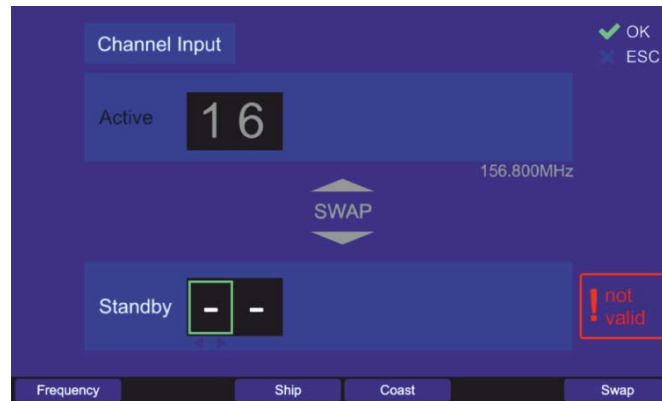 Channel Input
OK
ESC
Active 16
156.800MHz
SWAP
Standby --
! not
valid
Frequency Ship Coast Swap